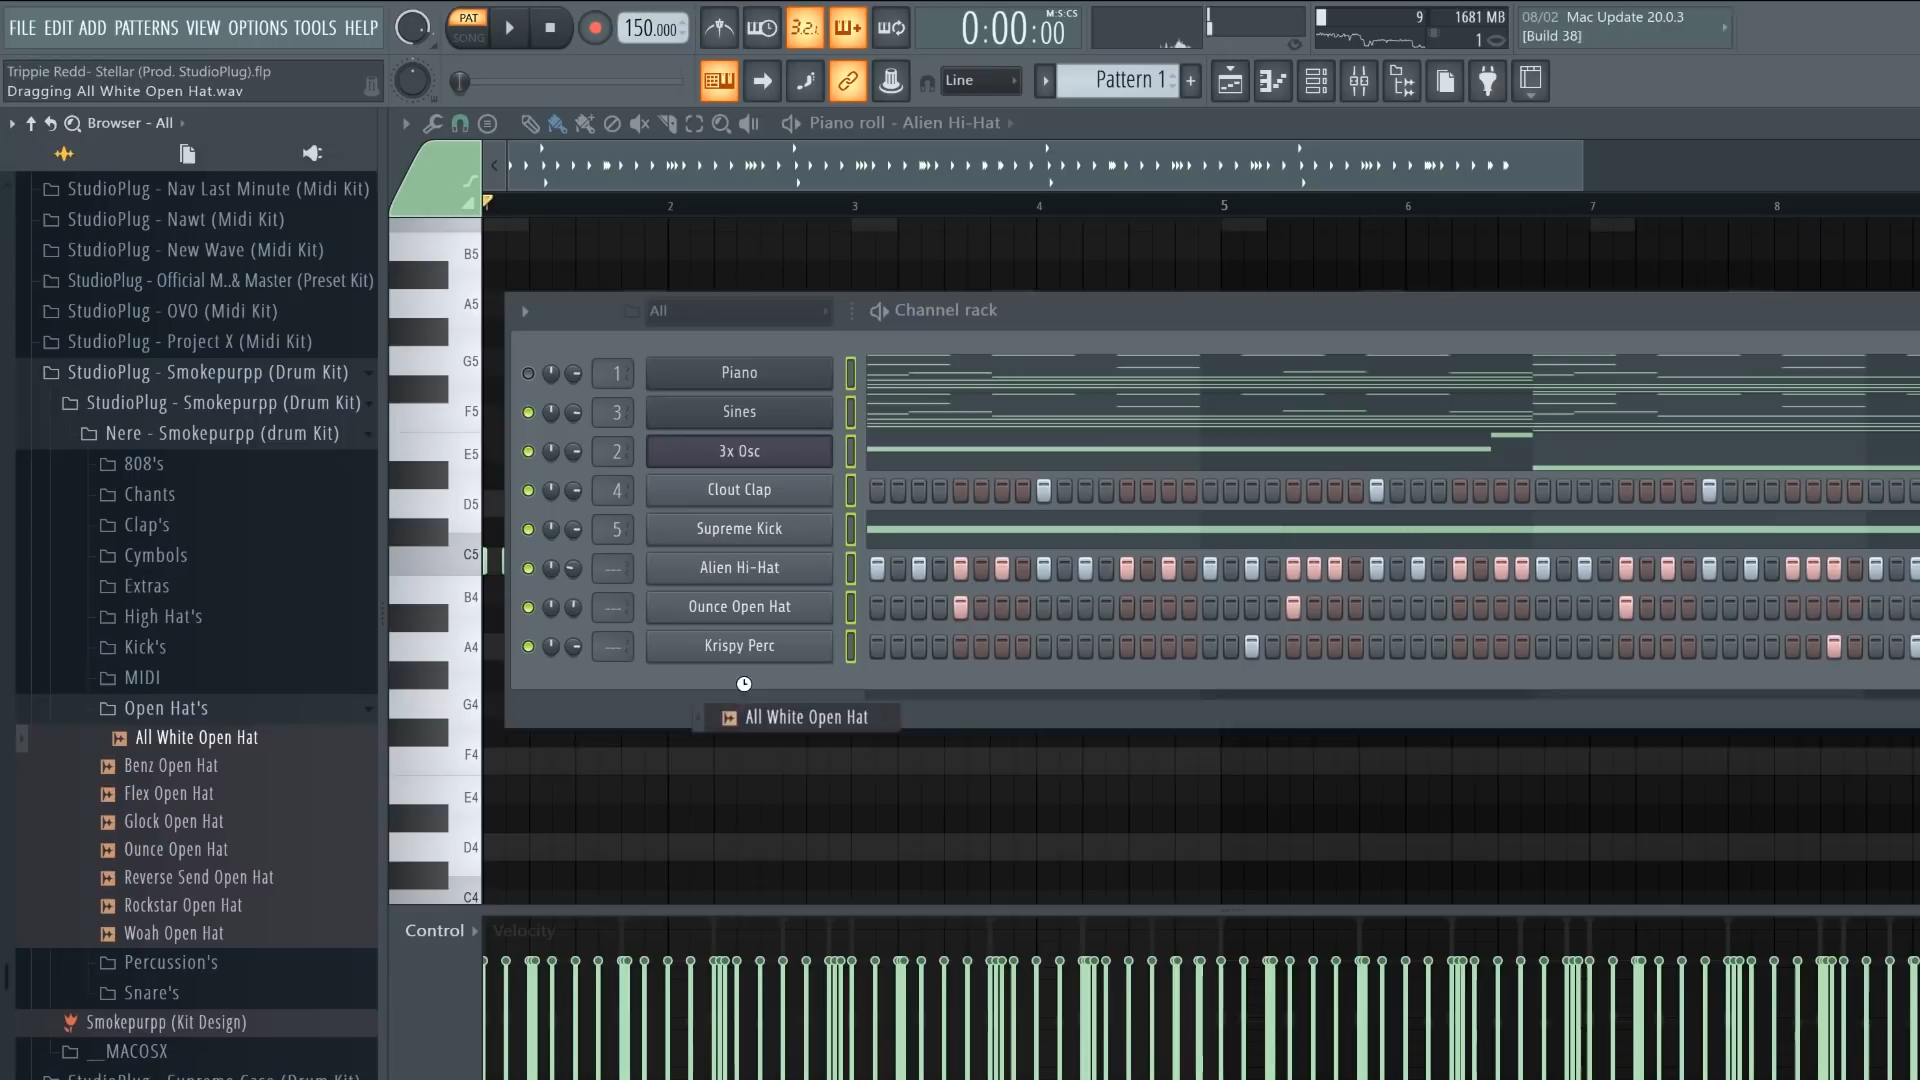 FILE EDIT ADD PATTERNS VIEW OPTIONS TOOLS HELP
PAT
SONG
150.000
3.2.1
0:00:00
M:S:CS
9
1681 MB
1
08/02 Mac Update 20.0.3
[Build 38]
Trippie Redd- Stellar (Prod. StudioPlug).flp
Dragging All White Open Hat.wav
Line
Pattern 1
+
Browser - All
Piano roll - Alien Hi-Hat
StudioPlug - Nav Last Minute (Midi Kit)
StudioPlug - Nawt (Midi Kit)
StudioPlug - New Wave (Midi Kit)
StudioPlug - Official M..& Master (Preset Kit)
StudioPlug - OVO (Midi Kit)
StudioPlug - Project X (Midi Kit)
StudioPlug - Smokepurpp (Drum Kit)
StudioPlug - Smokepurpp (Drum Kit)
Nere - Smokepurpp (drum Kit)
808's
Chants
Clap's
Cymbols
Extras
High Hat's
Kick's
MIDI
Open Hat's
All White Open Hat
Benz Open Hat
Flex Open Hat
Glock Open Hat
Ounce Open Hat
Reverse Send Open Hat
Rockstar Open Hat
Woah Open Hat
Percussion's
Snare's
Smokepurpp (Kit Design)
__MACOSX
2 3 4 5 6 7 8
B5
A5
G5
F5
E5
D5
C5
B4
A4
G4
F4
E4
D4
C4
All
Channel rack
1 Piano
3 Sines
2 3x Osc
4 Clout Clap
5 Supreme Kick
--- Alien Hi-Hat
--- Ounce Open Hat
--- Krispy Perc
All White Open Hat
Control
Velocity